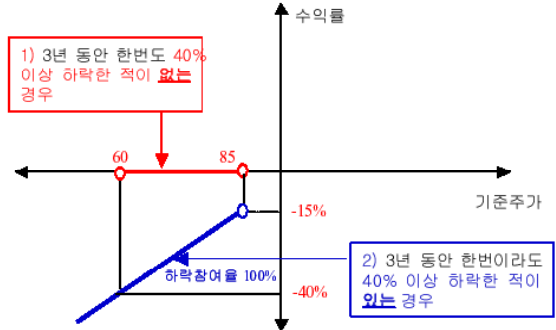 수익률
1) 3년 동안 한번도 40%
이상 하락한 적이 없는
경우
60
85
기준주가
-15%
하락참여율 100%
-40%
2) 3년 동안 한번이라도
40% 이상 하락한 적이
있는 경우